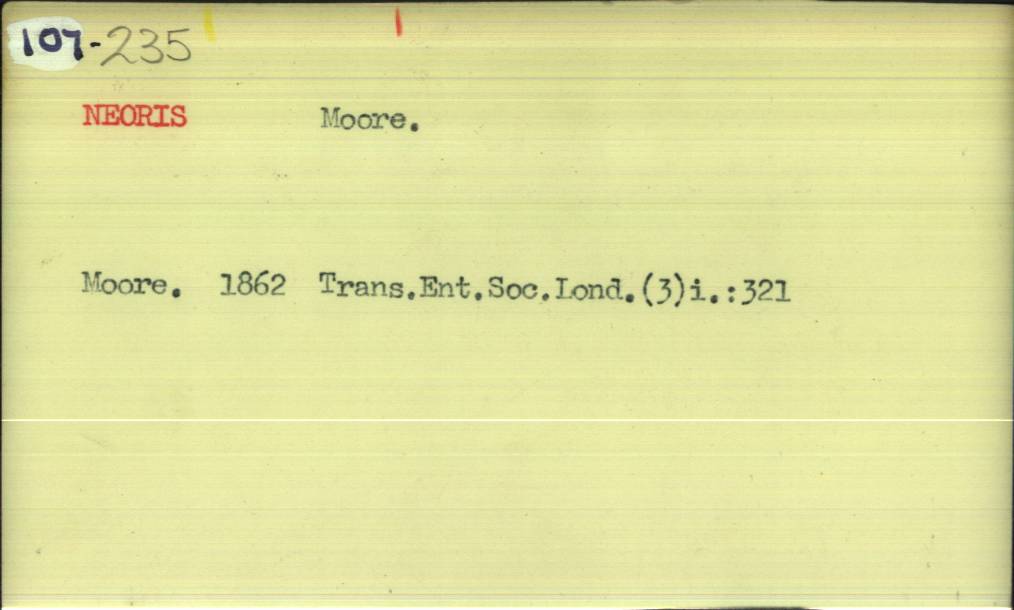 107-235
NEORIS Moore.
Moore. 1862 Trans.Ent.Soc.Lond.(3)i.:321